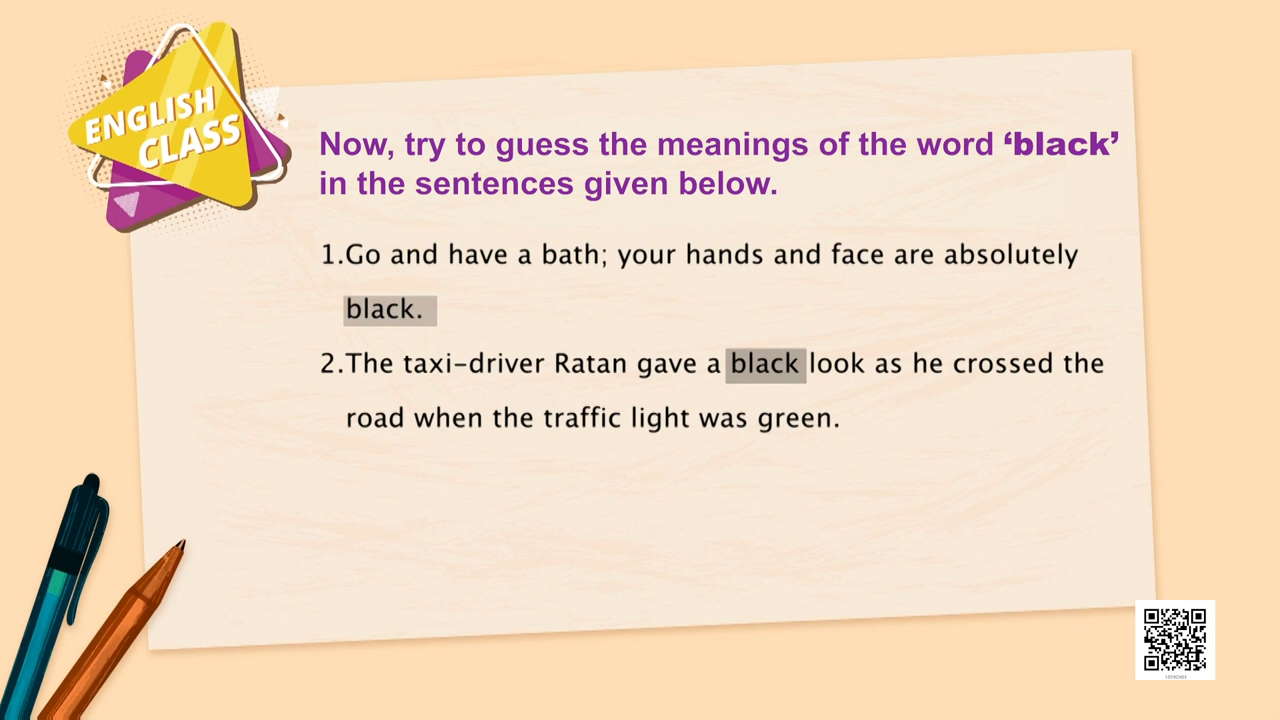 ENGLISH
CLASS
Now, try to guess the meanings of the word ‘black’
in the sentences given below.
1.Go and have a bath; your hands and face are absolutely
black.
2.The taxi–driver Ratan gave a black look as he crossed the
road when the traffic light was green.